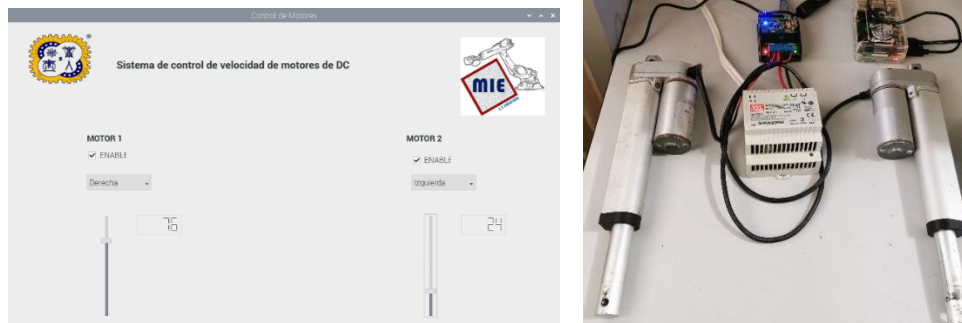 Control de Motores
Sistema de control de velocidad de motores de DC
MIE
MOTOR 1
MOTOR 2
ENABLE
ENABLE
Derecha
Izquierda
76
24